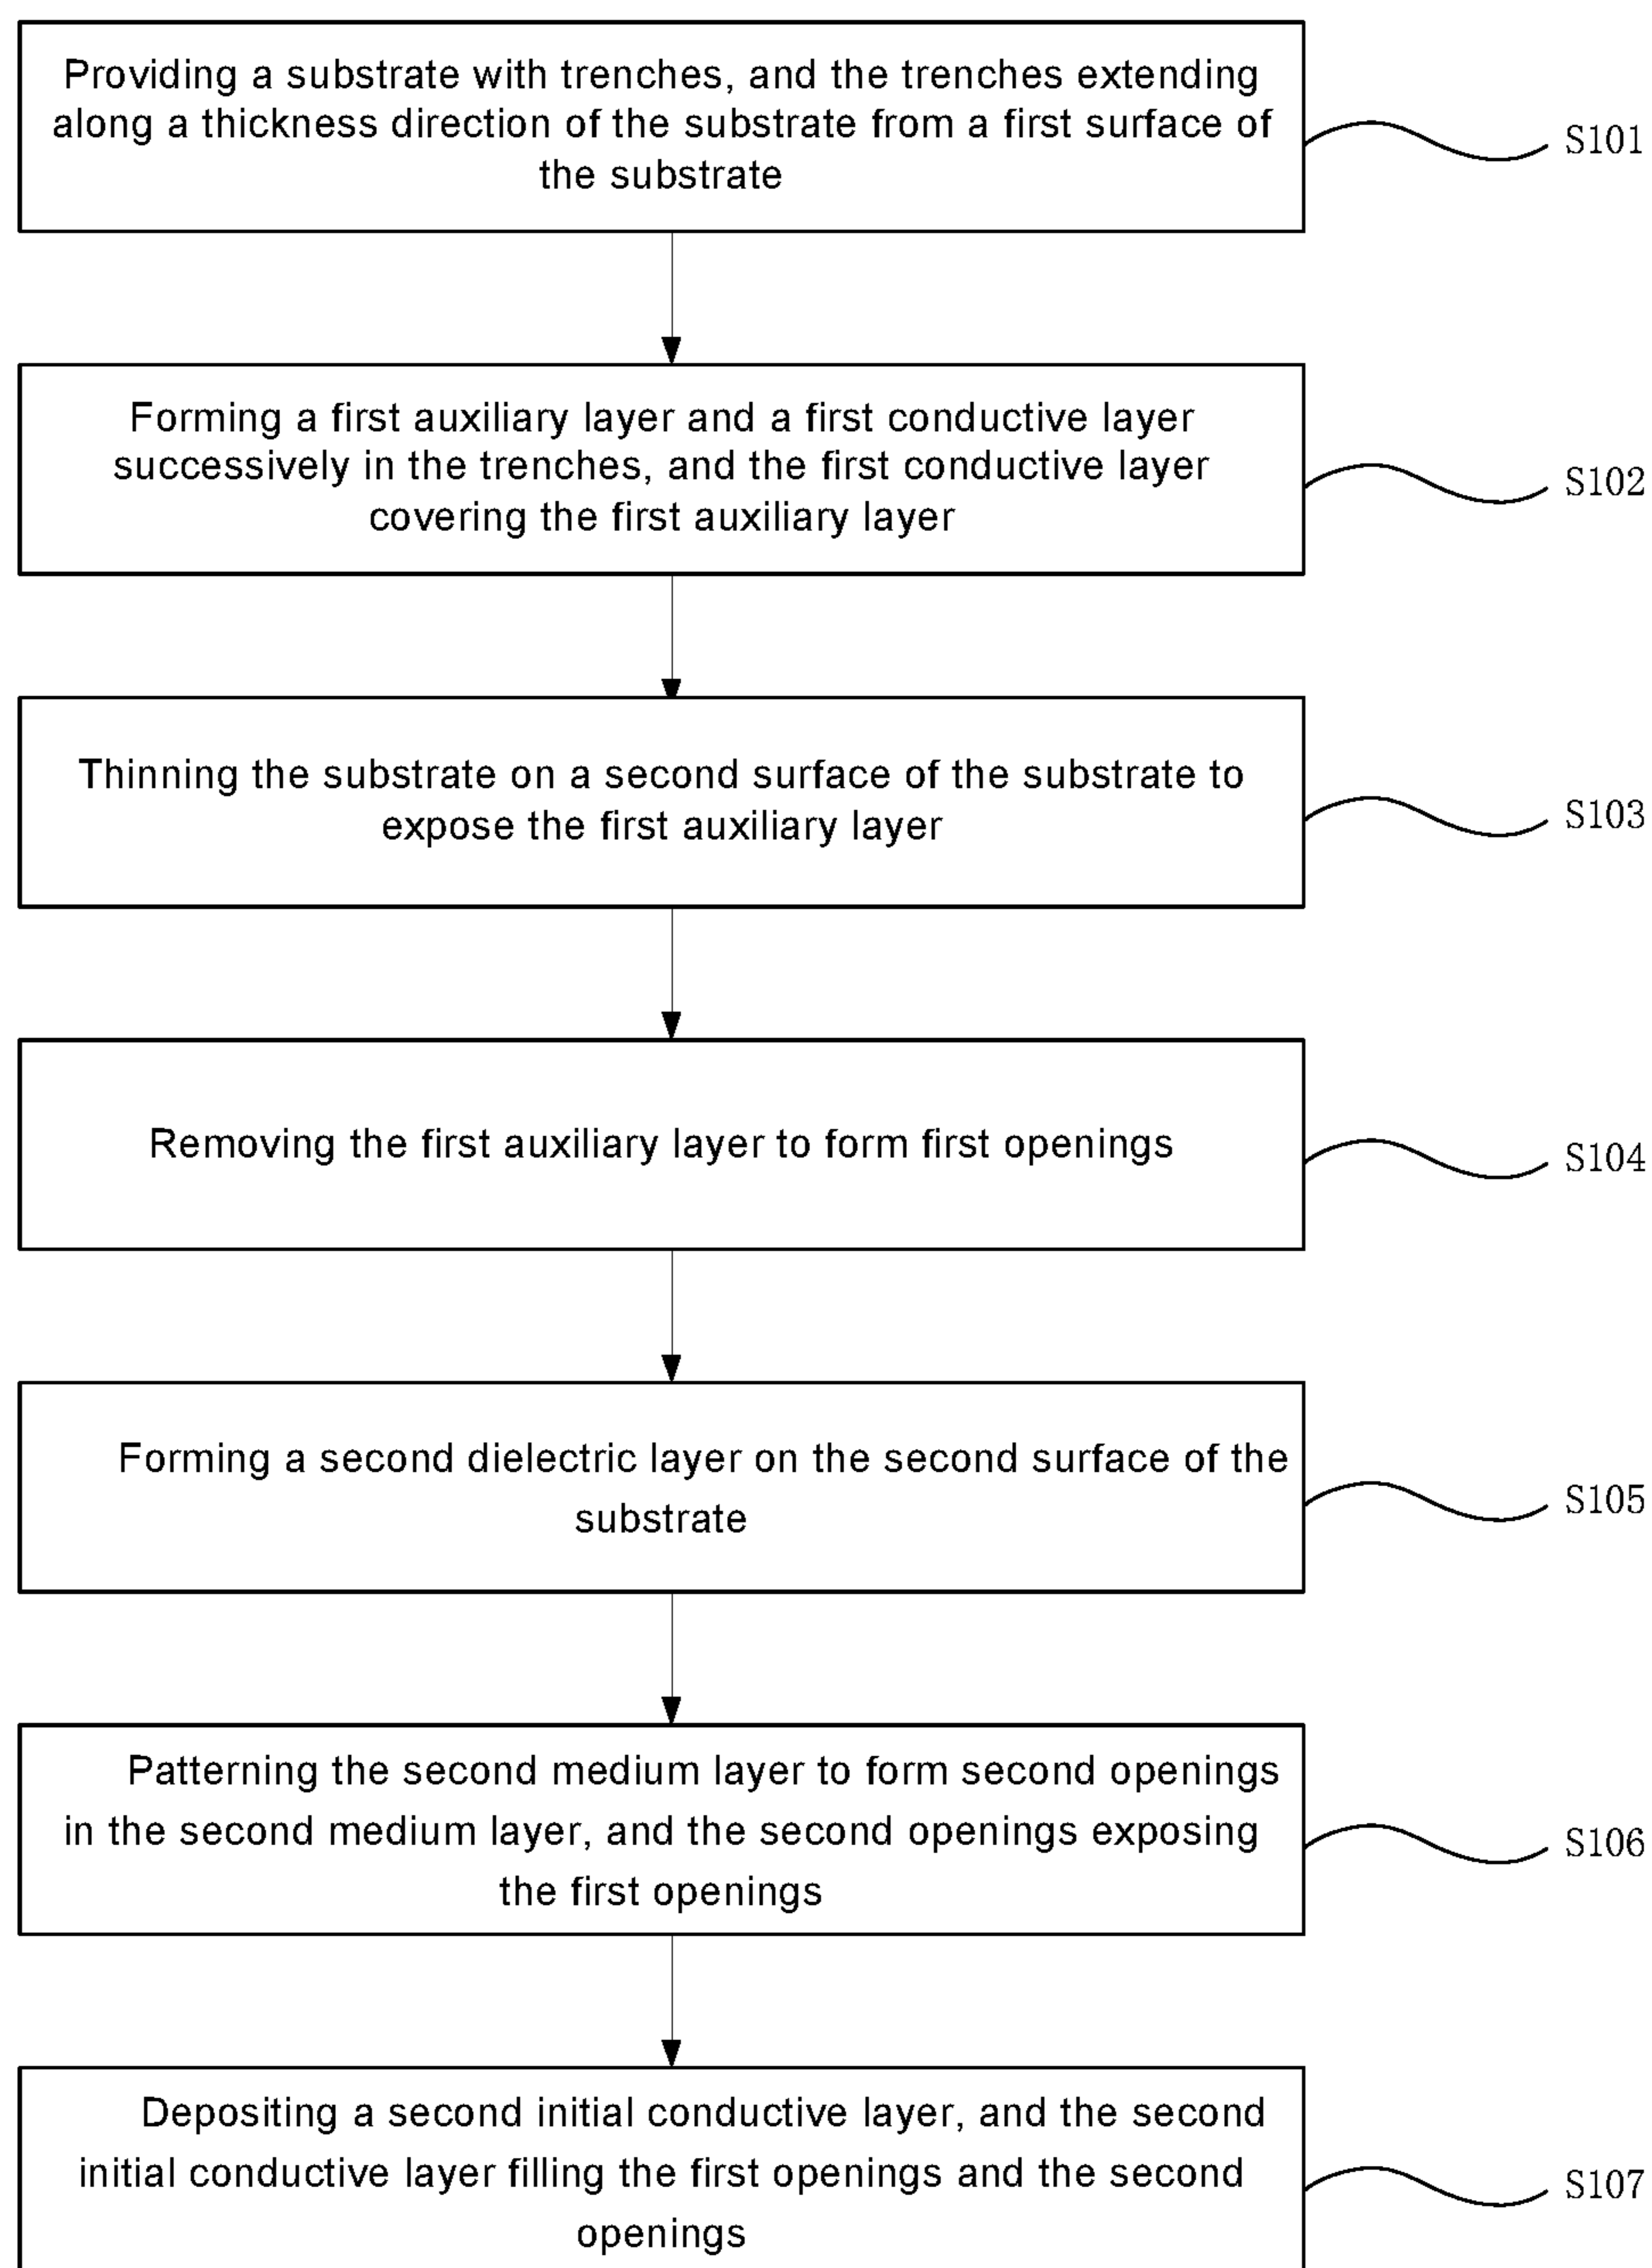 Providing a substrate with trenches, and the trenches extending
along a thickness direction of the substrate from a first surface of
the substrate
S101
Forming a first auxiliary layer and a first conductive layer
successively in the trenches, and the first conductive layer
covering the first auxiliary layer
S102
Thinning the substrate on a second surface of the substrate to
expose the first auxiliary layer
S103
Removing the first auxiliary layer to form first openings
S104
Forming a second dielectric layer on the second surface of the
substrate
S105
Patterning the second medium layer to form second openings
in the second medium layer, and the second openings exposing
the first openings
S106
Depositing a second initial conductive layer, and the second
initial conductive layer filling the first openings and the second
openings
S107